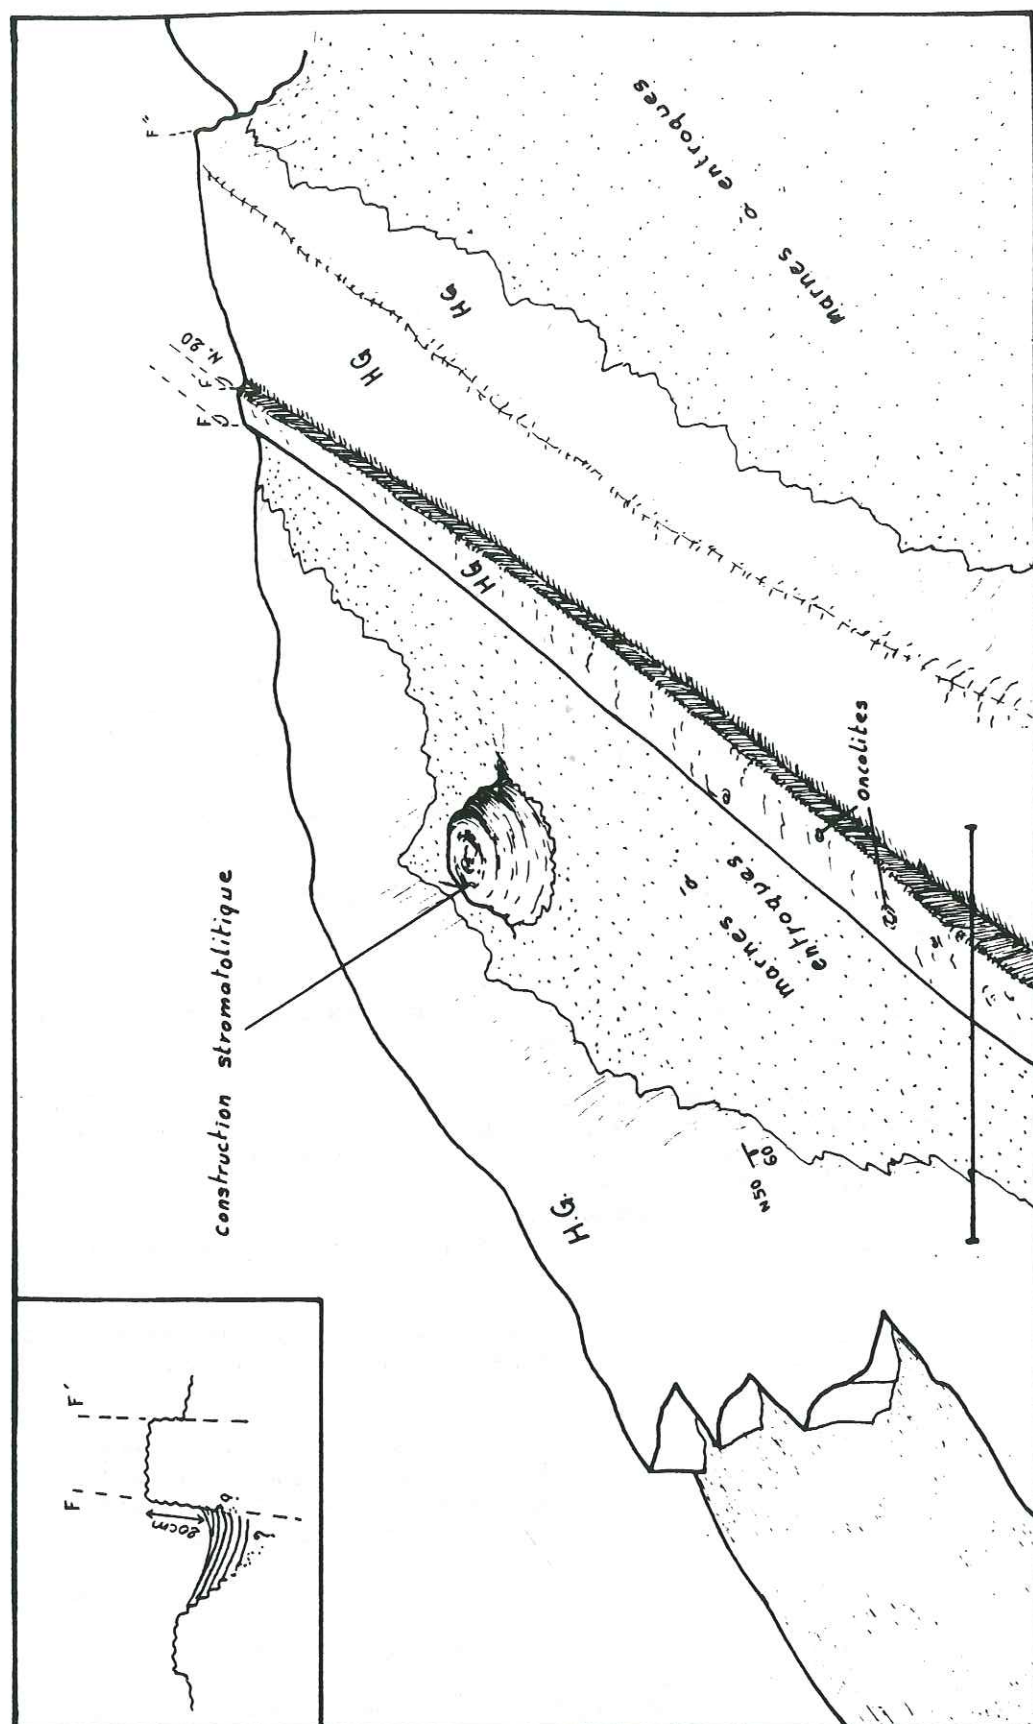 marnes
à entroques
HG
HG
F"
N.20
F'
F
HG
oncolites
marnes
à
entroques
construction stromatolitique
N50
60
H.G.
F
F'
20cm
?
?